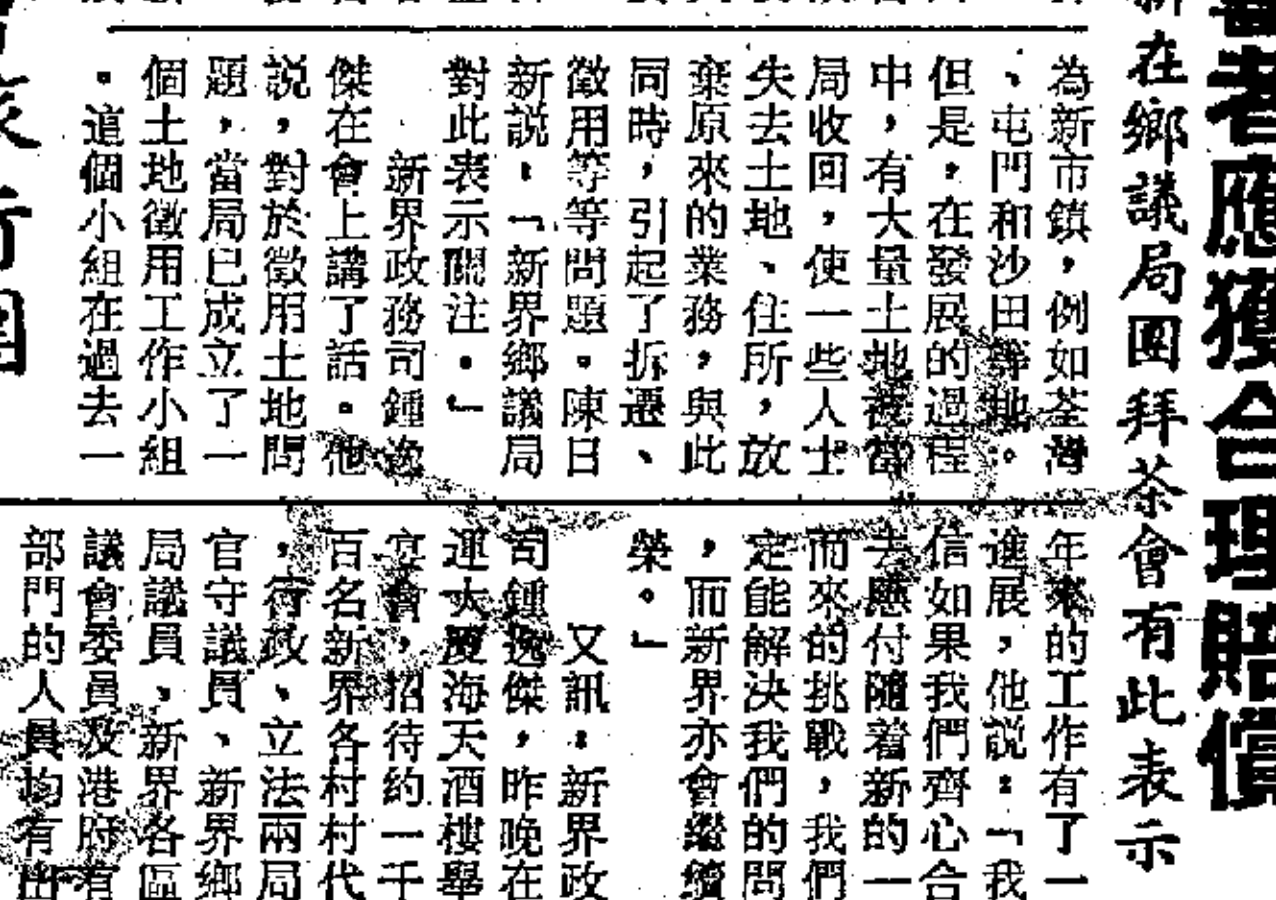 者應獲合理賠償
在鄉議局團拜茶會有此表示
為新市鎮，例如荃灣
、屯門和沙田等地。
但是，在發展的過程
中，有大量土地被當
局收回，使一些人士
失去土地、住所，放
棄原來的業務，與此
同時，引起了拆遷、
徵用等等問題。陳日
新說，「新界鄉議局
對此表示關注。」
新界政務司鍾逸
傑在會上講了話。他
說，對於徵用土地問
題，當局已成立了一
個土地徵用工作小組
。這個小組在過去一
年來的工作有了一
進展，他說：「我
信如果我們齊心合
去應付隨着新的一
而來的挑戰，我們
定能解決我們的問
，而新界亦會繼續
榮。」
又訊：新界政
司鍾逸傑，昨晚在
運大廈海天酒樓舉
宴會，招待約一千
百名新界各村村代
，行政、立法兩局
官守議員、新界鄉
局議員、新界各區
議會委員及港府有
部門的人員均有出